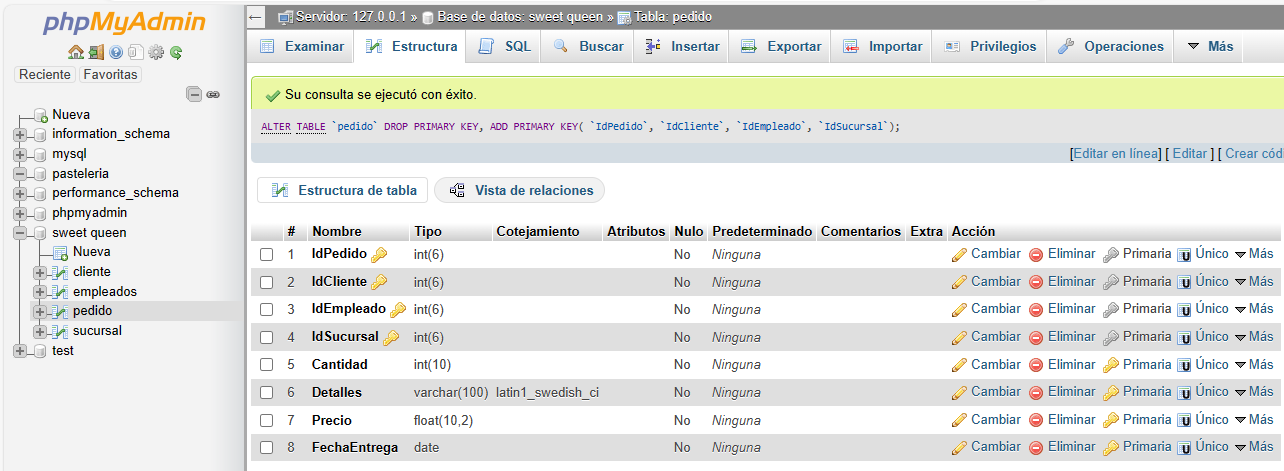 phpMyAdmin
Reciente Favoritas
Nueva
information_schema
mysql
pasteleria
performance_schema
phpmyadmin
sweet queen
Nueva
cliente
empleados
pedido
sucursal
test
Servidor: 127.0.0.1 » Base de datos: sweet queen » Tabla: pedido
Examinar Estructura SQL Buscar Insertar Exportar Importar Privilegios Operaciones Más
Su consulta se ejecutó con éxito.
ALTER TABLE `pedido` DROP PRIMARY KEY, ADD PRIMARY KEY( `IdPedido`, `IdCliente`, `IdEmpleado`, `IdSucursal`);
[Editar en línea] [ Editar ] [ Crear códi
Estructura de tabla Vista de relaciones
# Nombre Tipo Cotejamiento Atributos Nulo Predeterminado Comentarios Extra Acción
1 IdPedido int(6) No Ninguna Cambiar Eliminar Primaria Único Más
2 IdCliente int(6) No Ninguna Cambiar Eliminar Primaria Único Más
3 IdEmpleado int(6) No Ninguna Cambiar Eliminar Primaria Único Más
4 IdSucursal int(6) No Ninguna Cambiar Eliminar Primaria Único Más
5 Cantidad int(10) No Ninguna Cambiar Eliminar Primaria Único Más
6 Detalles varchar(100) latin1_swedish_ci No Ninguna Cambiar Eliminar Primaria Único Más
7 Precio float(10,2) No Ninguna Cambiar Eliminar Primaria Único Más
8 FechaEntrega date No Ninguna Cambiar Eliminar Primaria Único Más